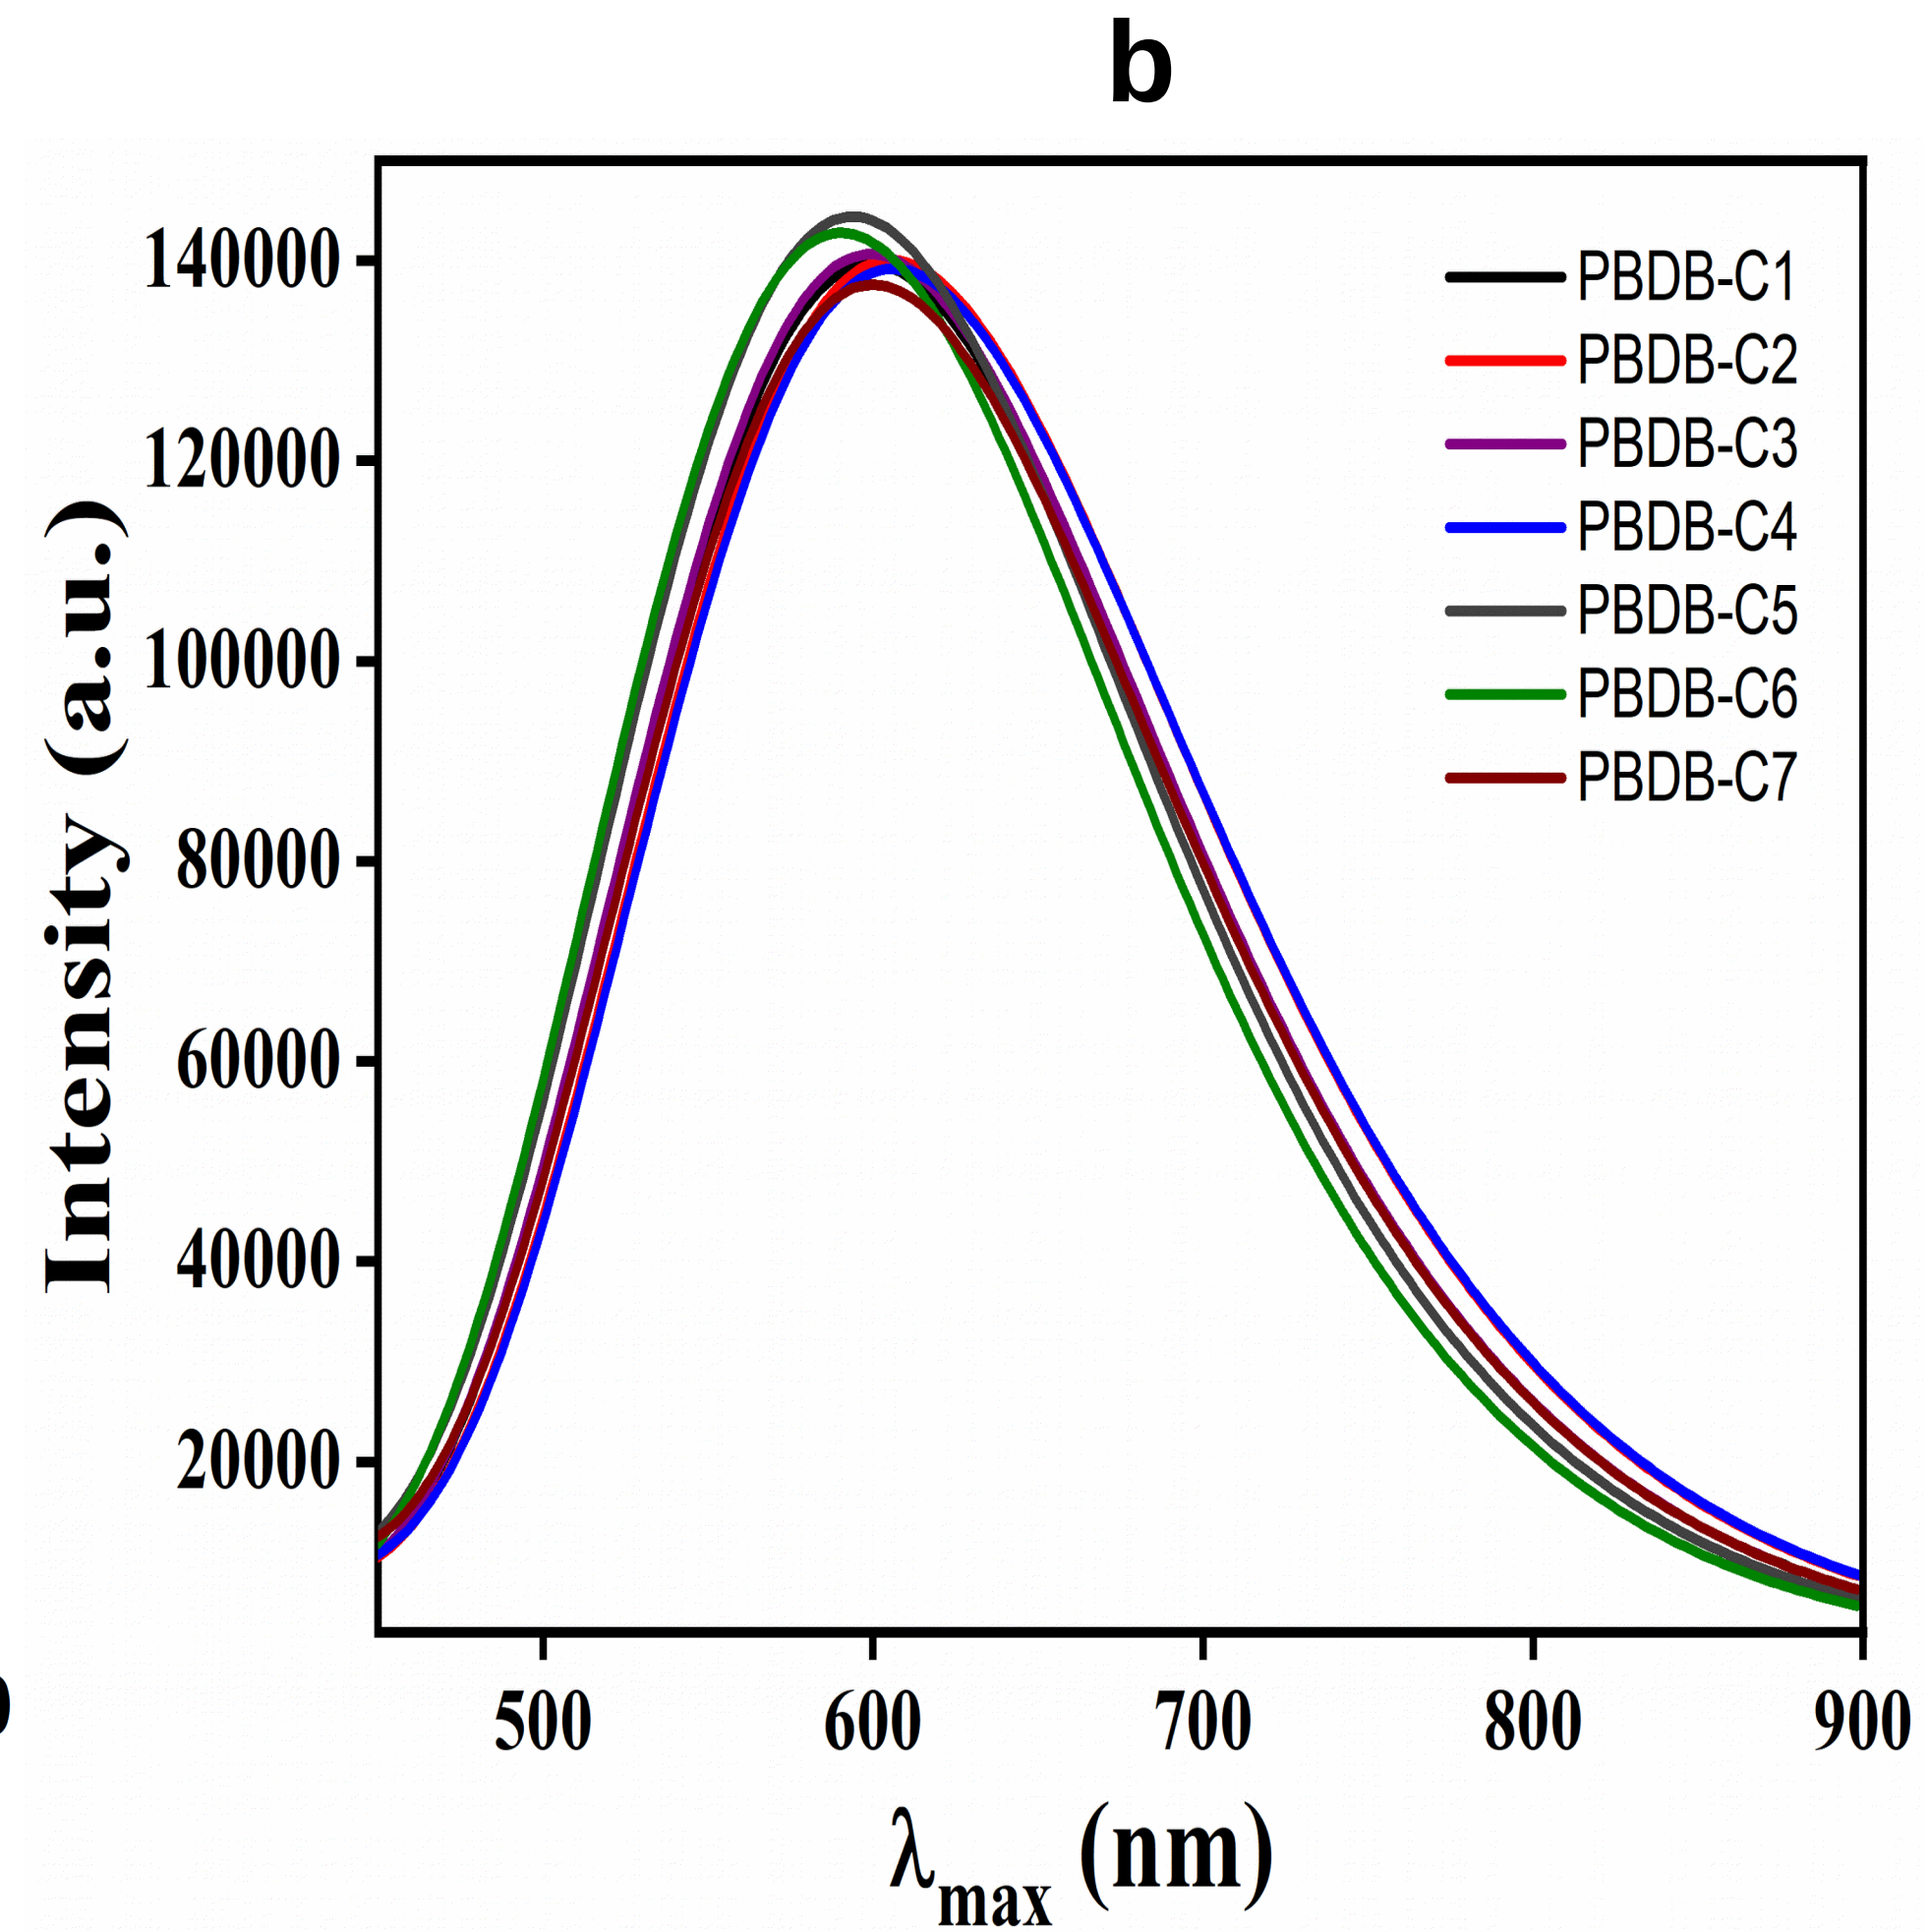 b
140000
120000
100000
80000
60000
40000
20000
Intensity (a.u.)
PBDB-C1
PBDB-C2
PBDB-C3
PBDB-C4
PBDB-C5
PBDB-C6
PBDB-C7
500 600 700 800 900
λmax (nm)